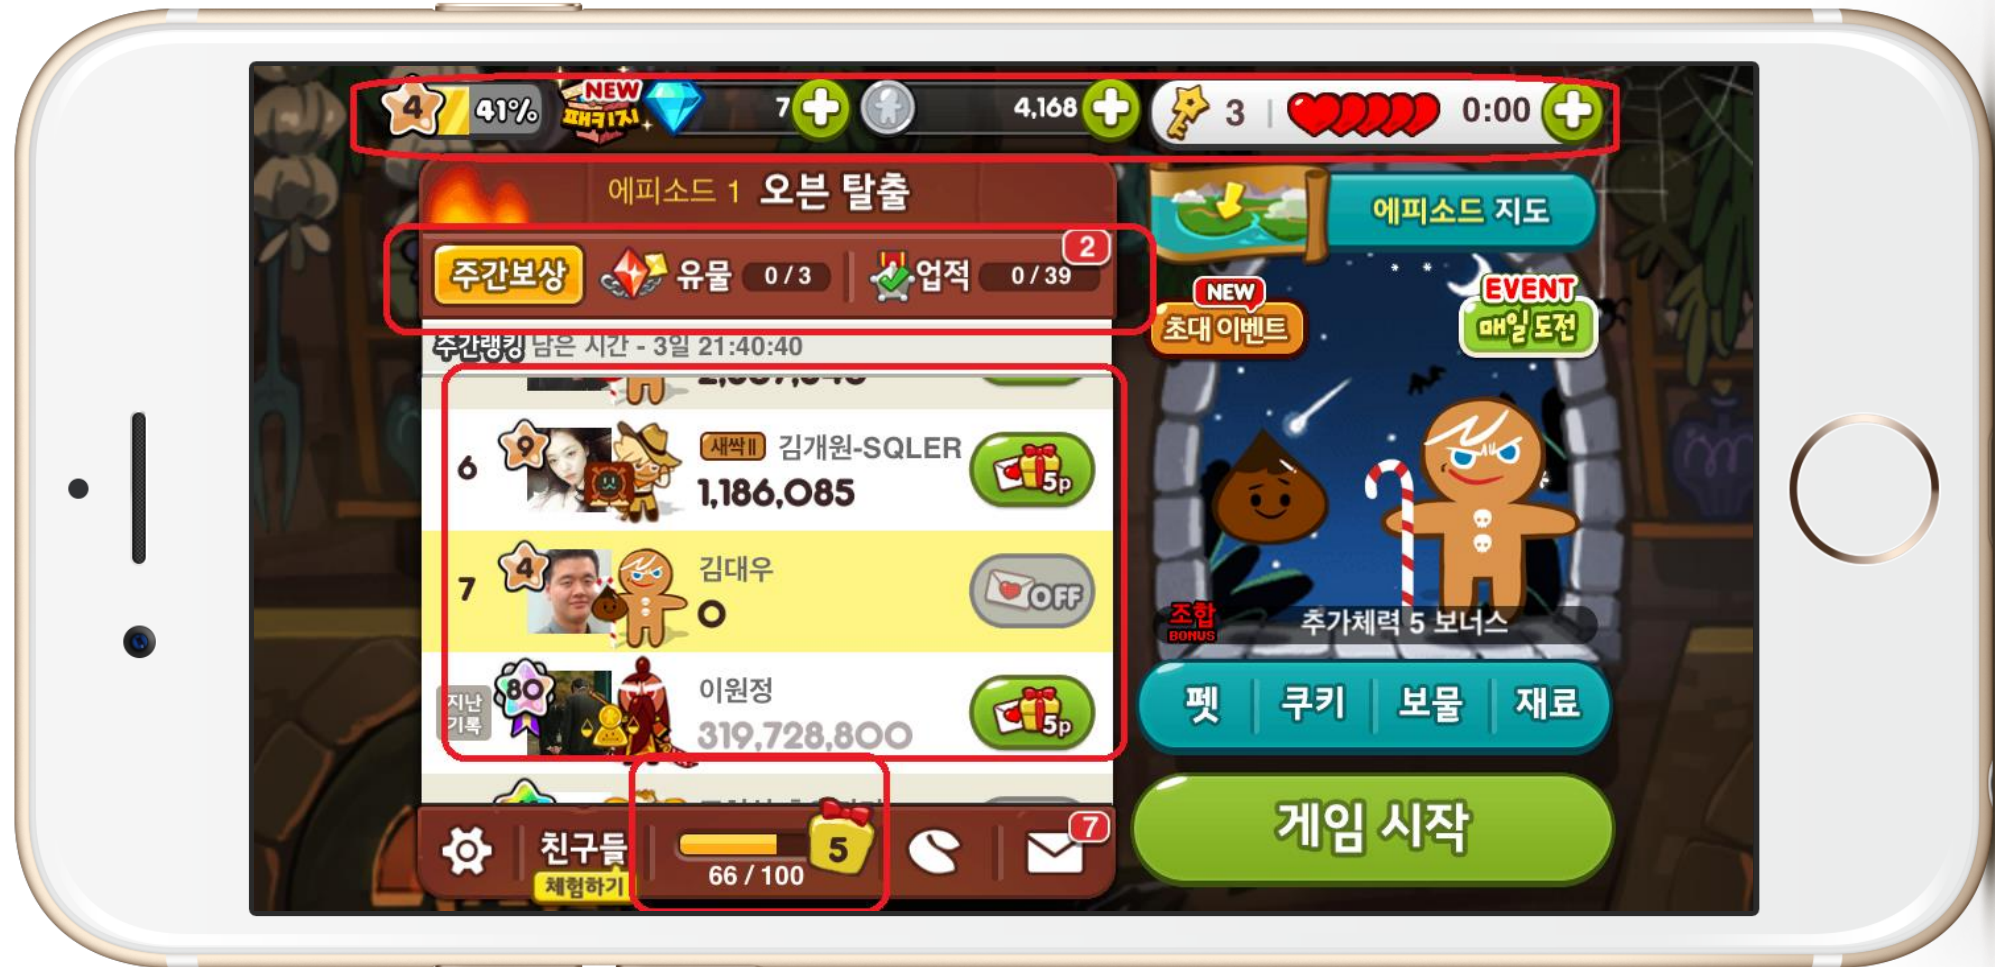 4 41% NEW 패키지 7 4,168 3 0:00
에피소드 1 오븐 탈출
에피소드 지도
주간보상 유물 0/3 업적 0/39 2
NEW
초대 이벤트
EVENT
매일 도전
주간랭킹 남은 시간 - 3일 21:40:40
6 9 새싹II 김개원-SQLER
1,186,085
5p
7 4 김대우
0
OFF
지난
기록
80 이원정
319,728,800
5p
조합
BONUS
추가체력 5 보너스
펫 쿠키 보물 재료
친구들
체험하기
66 / 100
5
7
게임 시작